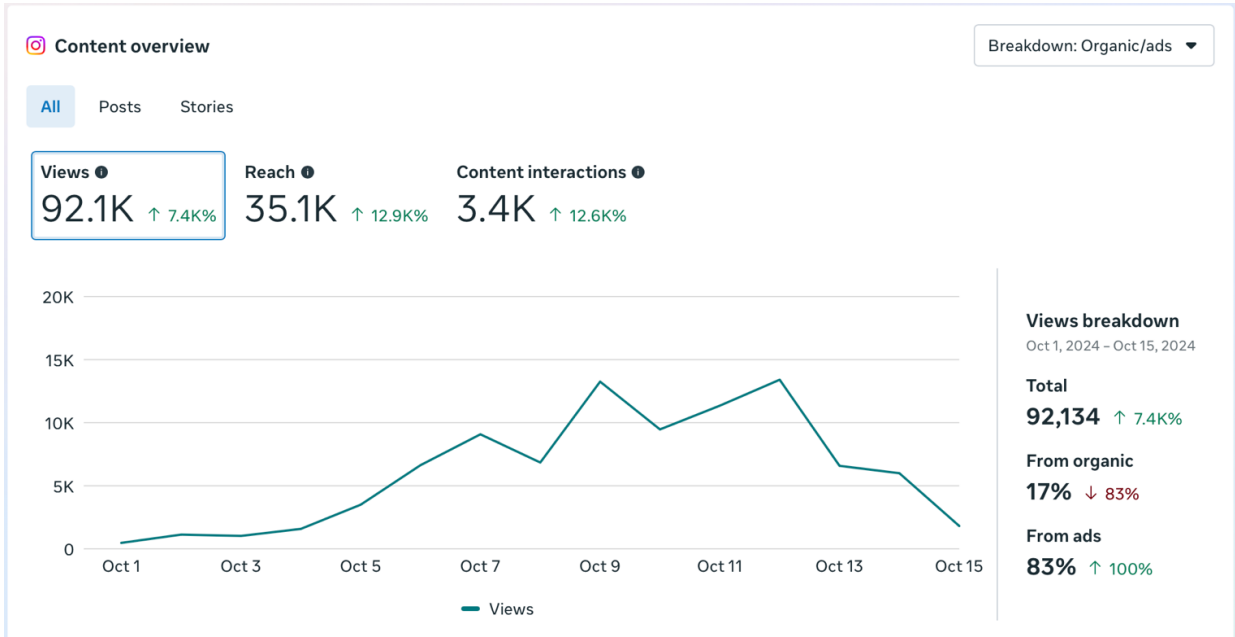 Content overview
Breakdown: Organic/ads
All Posts Stories
Views Reach Content interactions
92.1K ↑ 7.4K% 35.1K ↑ 12.9K% 3.4K ↑ 12.6K%
20K
15K
10K
5K
0
Oct 1 Oct 3 Oct 5 Oct 7 Oct 9 Oct 11 Oct 13 Oct 15
Views
Views breakdown
Oct 1, 2024 – Oct 15, 2024
Total
92,134 ↑ 7.4K%
From organic
17% ↓ 83%
From ads
83% ↑ 100%